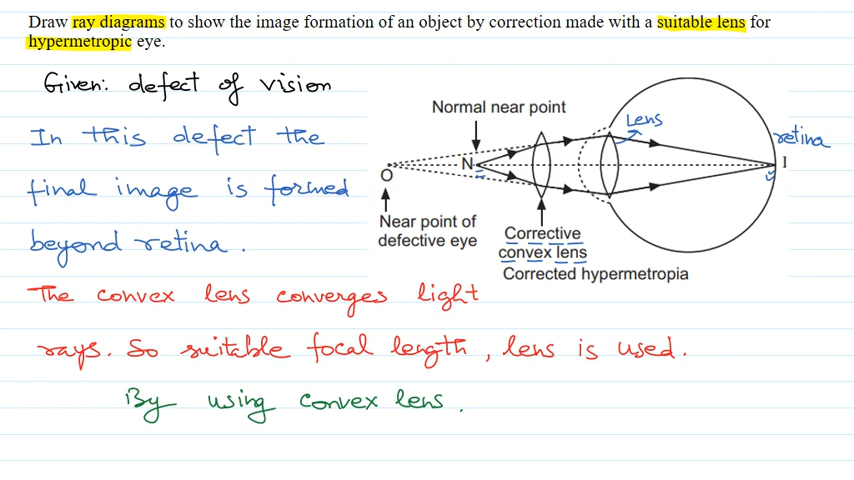 Draw ray diagrams to show the image formation of an object by correction made with a suitable lens for
hypermetropic eye.
Given: defect of vision
In this defect the
final image is formed
beyond retina.
Normal near point
Lens
retina
N
O
I
Near point of
defective eye
Corrective
convex lens
Corrected hypermetropia
The convex lens converges light
rays. So suitable focal length, lens is used.
By using convex lens.